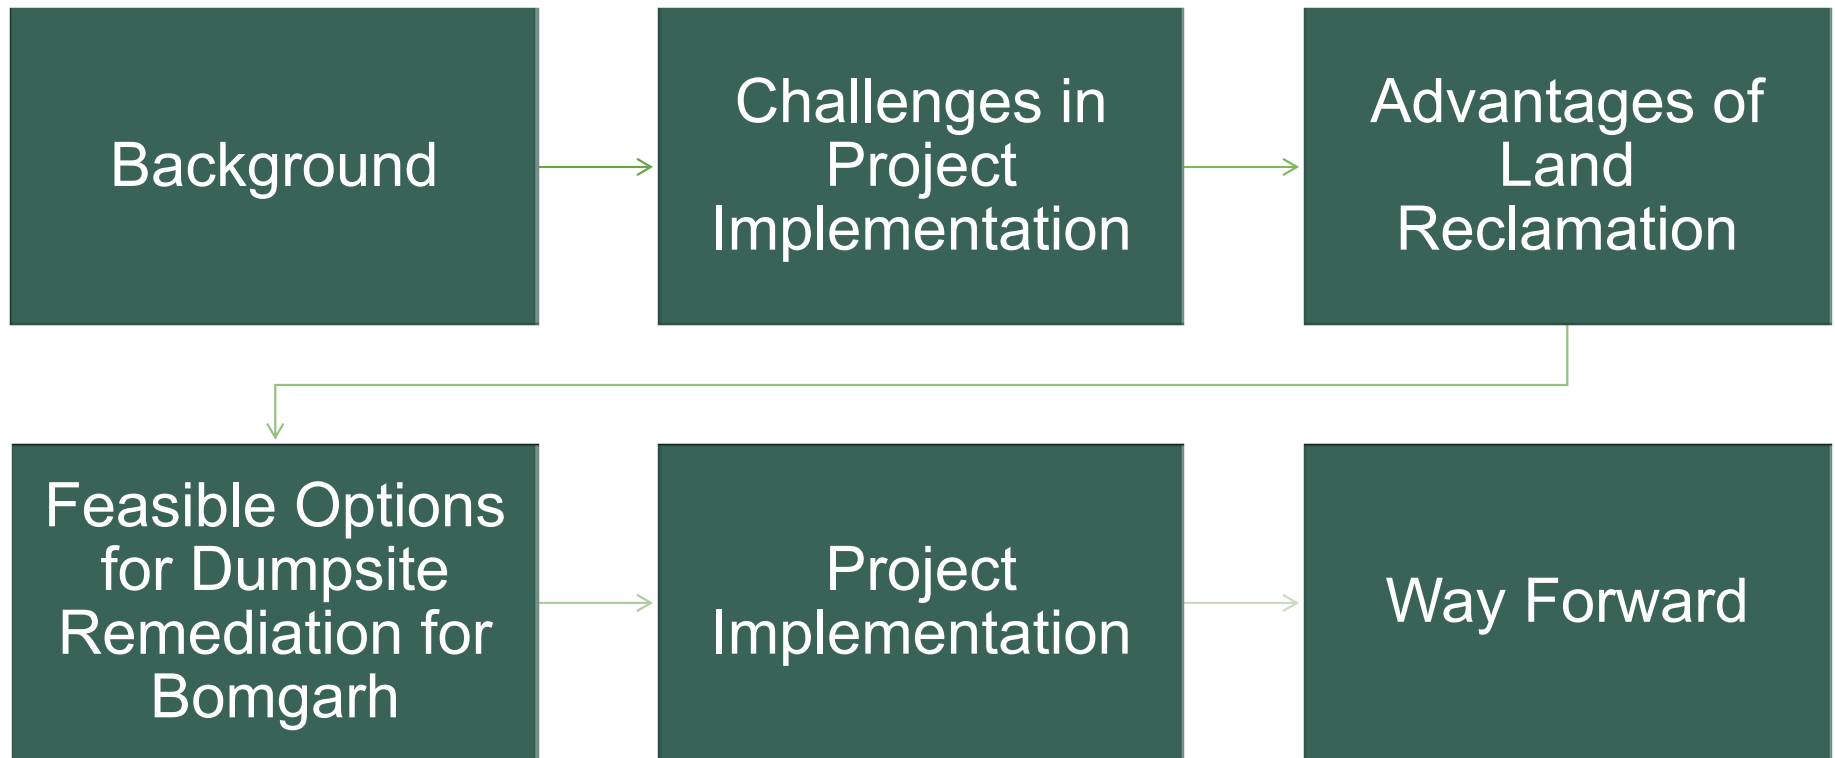 Background
Challenges in
Project
Implementation
Advantages of
Land
Reclamation
Feasible Options
for Dumpsite
Remediation for
Bomgarh
Project
Implementation
Way Forward